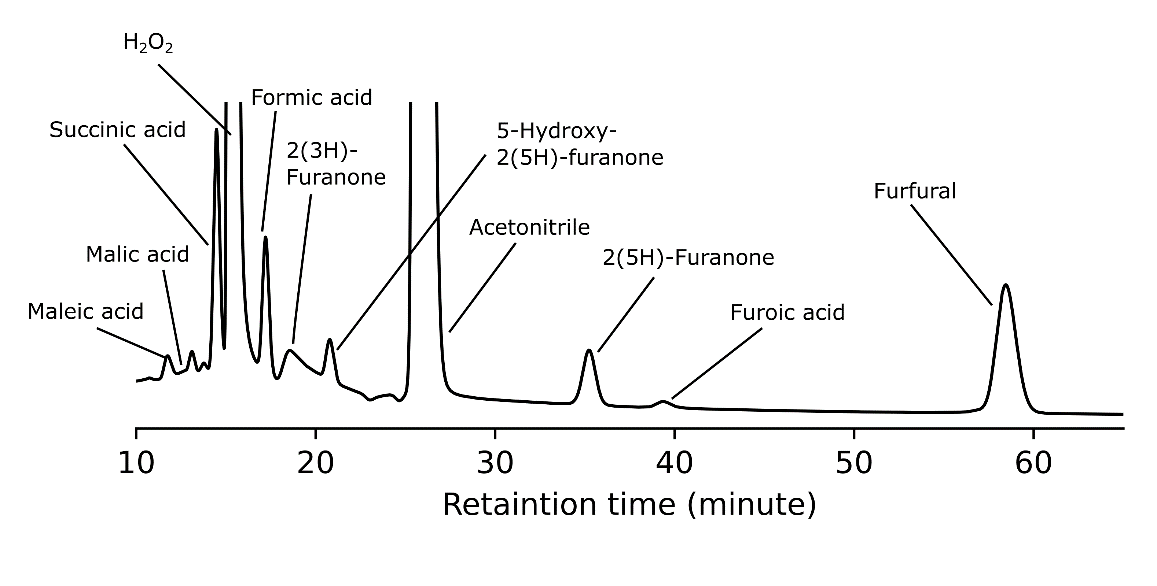 H₂O₂
Formic acid
Succinic acid
2(3H)-
Furanone
5-Hydroxy-
2(5H)-furanone
Furfural
Acetonitrile
Malic acid
2(5H)-Furanone
Maleic acid
Furoic acid
10 20 30 40 50 60
Retaintion time (minute)